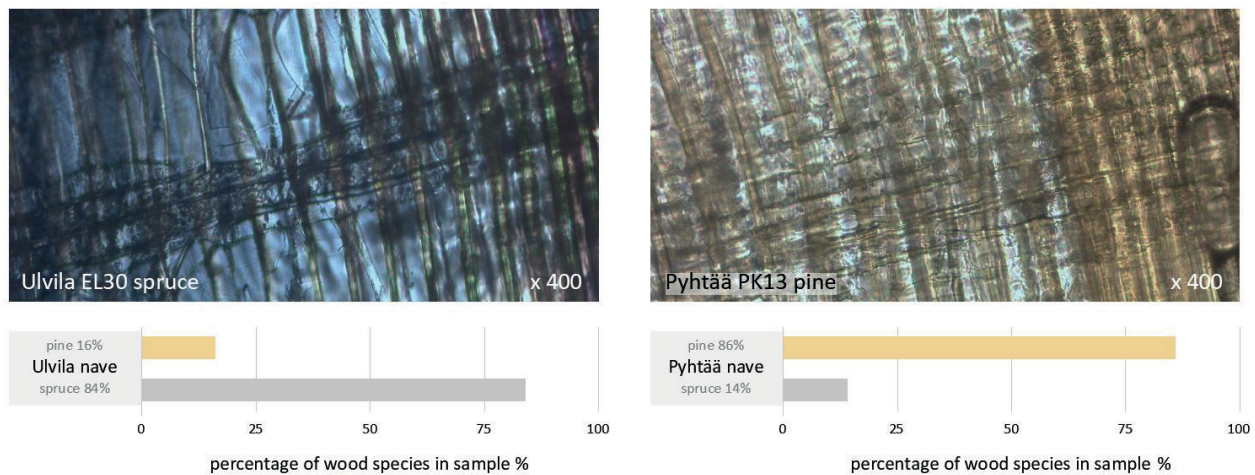 Ulvila EL30 spruce
x 400
Pyhtää PK13 pine
x 400
pine 16%
Ulvila nave
spruce 84%
0
25
50
75
100
percentage of wood species in sample %
pine 86%
Pyhtää nave
spruce 14%
0
25
50
75
100
percentage of wood species in sample %